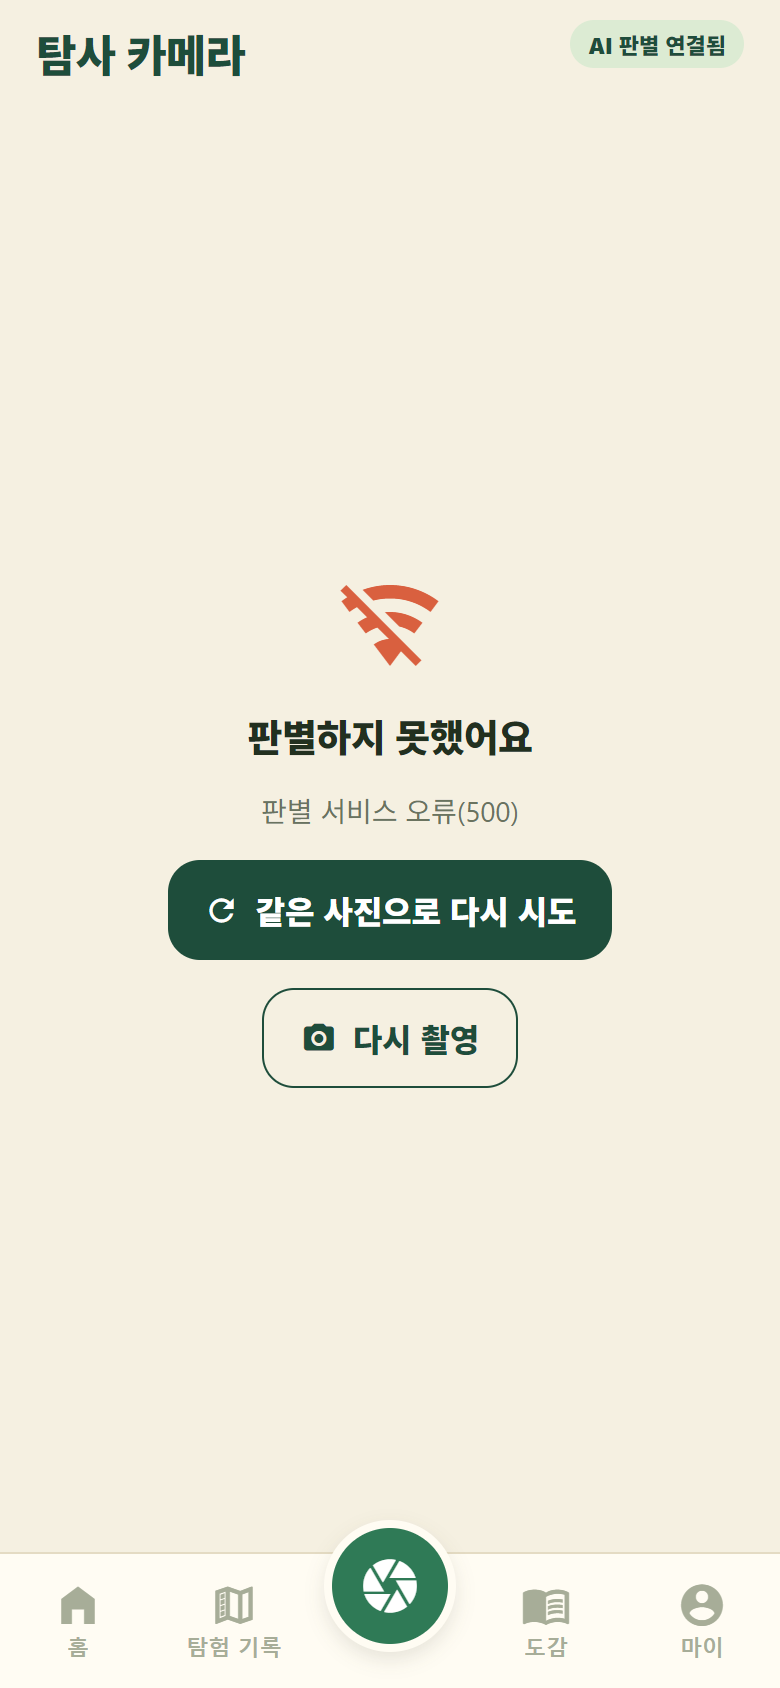 탐사 카메라
AI 판별 연결됨
판별하지 못했어요
판별 서비스 오류(500)
같은 사진으로 다시 시도
다시 촬영
홈
탐험 기록
도감
마이